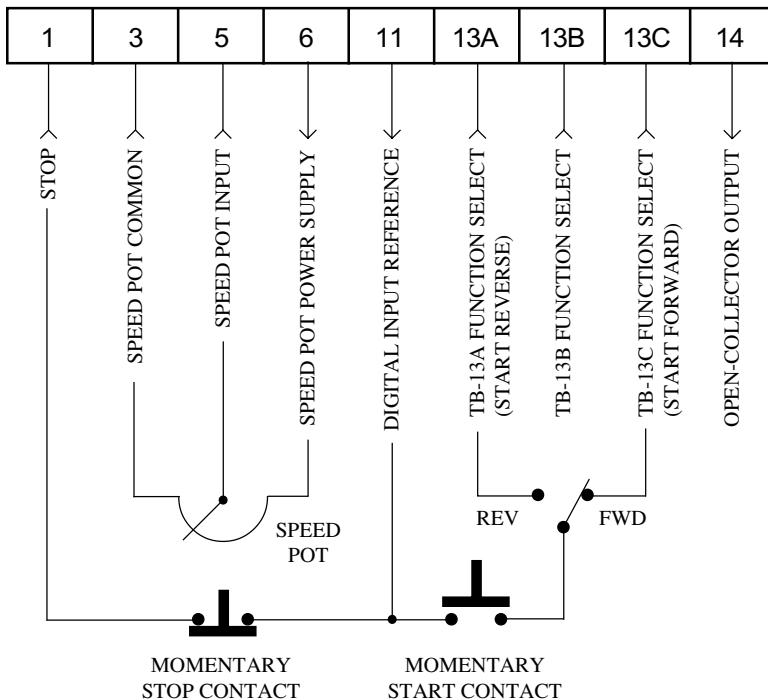 1 3 5 6 11 13A 13B 13C 14
STOP
SPEED POT COMMON
SPEED POT INPUT
SPEED POT POWER SUPPLY
DIGITAL INPUT REFERENCE
TB-13A FUNCTION SELECT
(START REVERSE)
TB-13B FUNCTION SELECT
TB-13C FUNCTION SELECT
(START FORWARD)
OPEN-COLLECTOR OUTPUT
SPEED
POT
REV
FWD
MOMENTARY
STOP CONTACT
MOMENTARY
START CONTACT